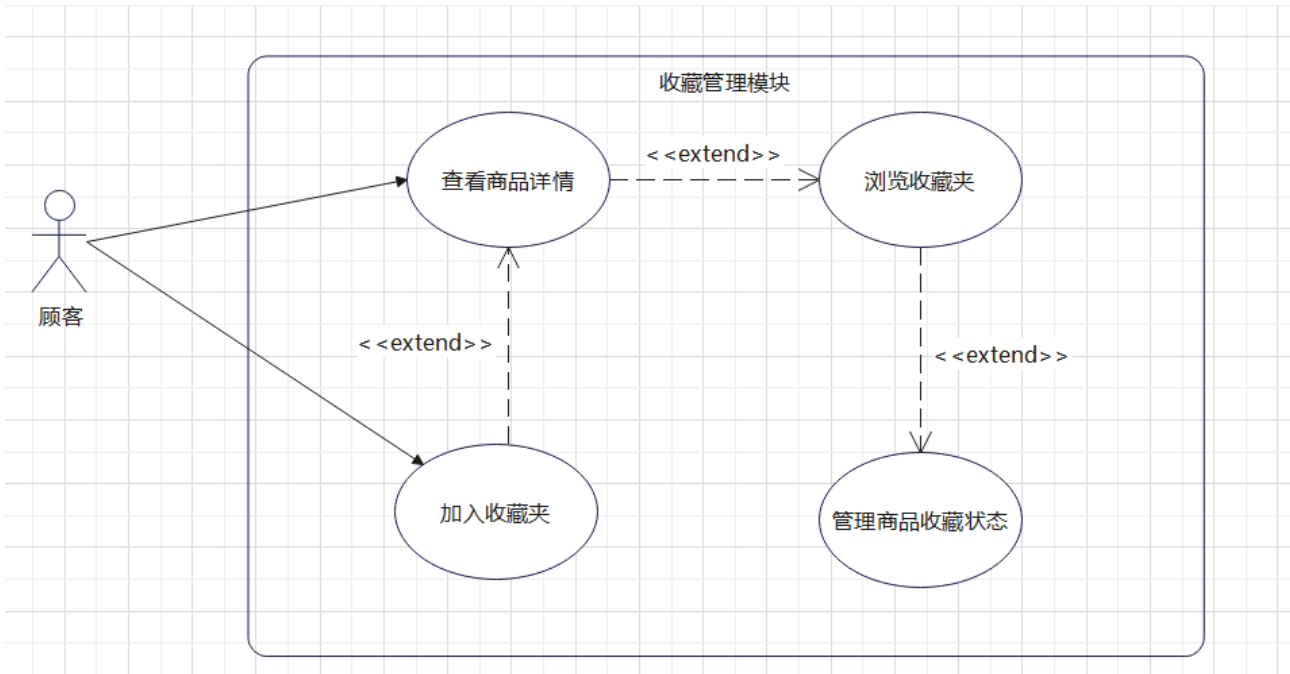 收藏管理模块
查看商品详情
<<extend>>
浏览收藏夹
顾客
<<extend>>
<<extend>>
加入收藏夹
管理商品收藏状态